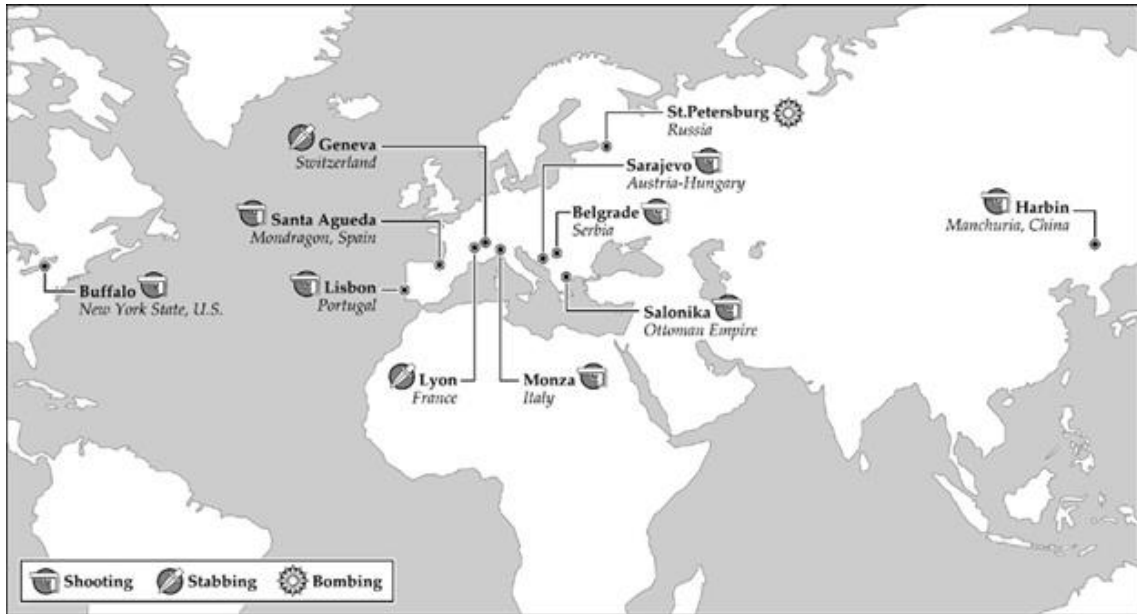 St.Petersburg
Russia
Geneva
Switzerland
Sarajevo
Austria-Hungary
Santa Agueda
Mondragon, Spain
Belgrade
Serbia
Harbin
Manchuria, China
Buffalo
New York State, U.S.
Lisbon
Portugal
Salonika
Ottoman Empire
Lyon
France
Monza
Italy
Shooting Stabbing Bombing